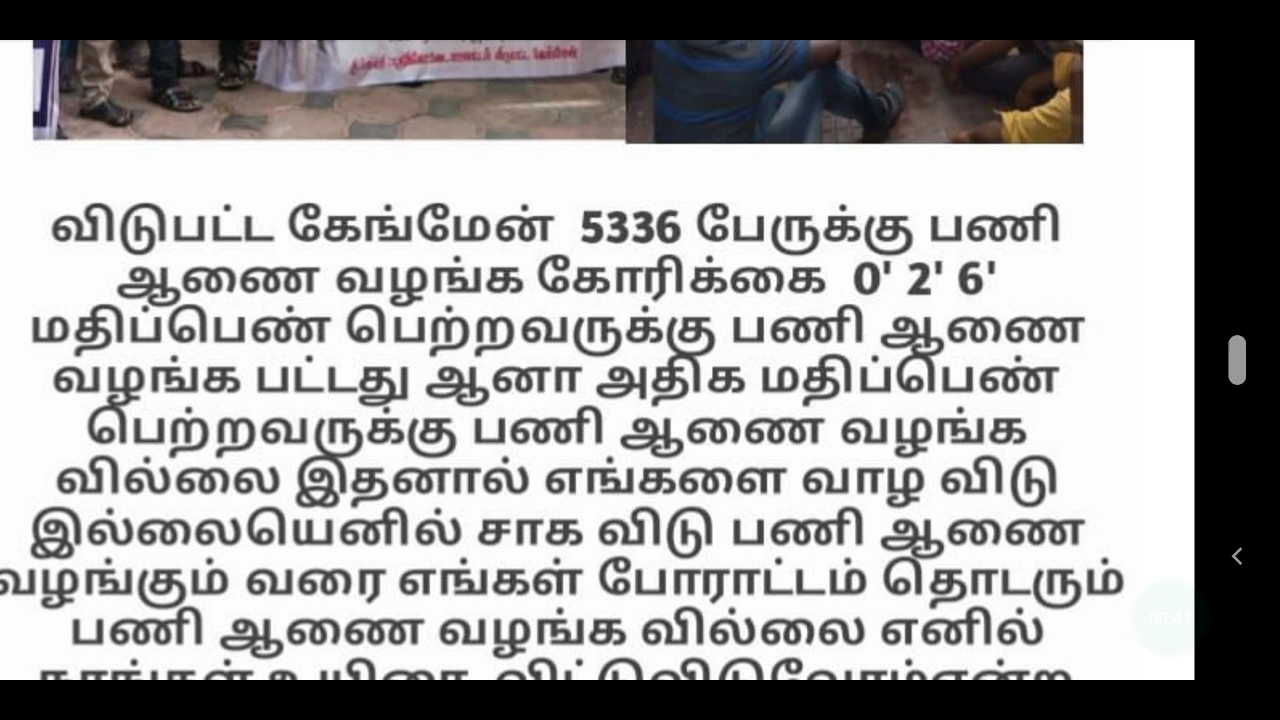 விடுபட்ட கேங்மேன் 5336 பேருக்கு பணி
ஆணை வழங்க கோரிக்கை 0' 2' 6'
மதிப்பெண் பெற்றவருக்கு பணி ஆணை
வழங்க பட்டது ஆனா அதிக மதிப்பெண்
பெற்றவருக்கு பணி ஆணை வழங்க
வில்லை இதனால் எங்களை வாழ விடு
இல்லையெனில் சாக விடு பணி ஆணை
வழங்கும் வரை எங்கள் போராட்டம் தொடரும்
பணி ஆணை வழங்க வில்லை எனில்
00:41